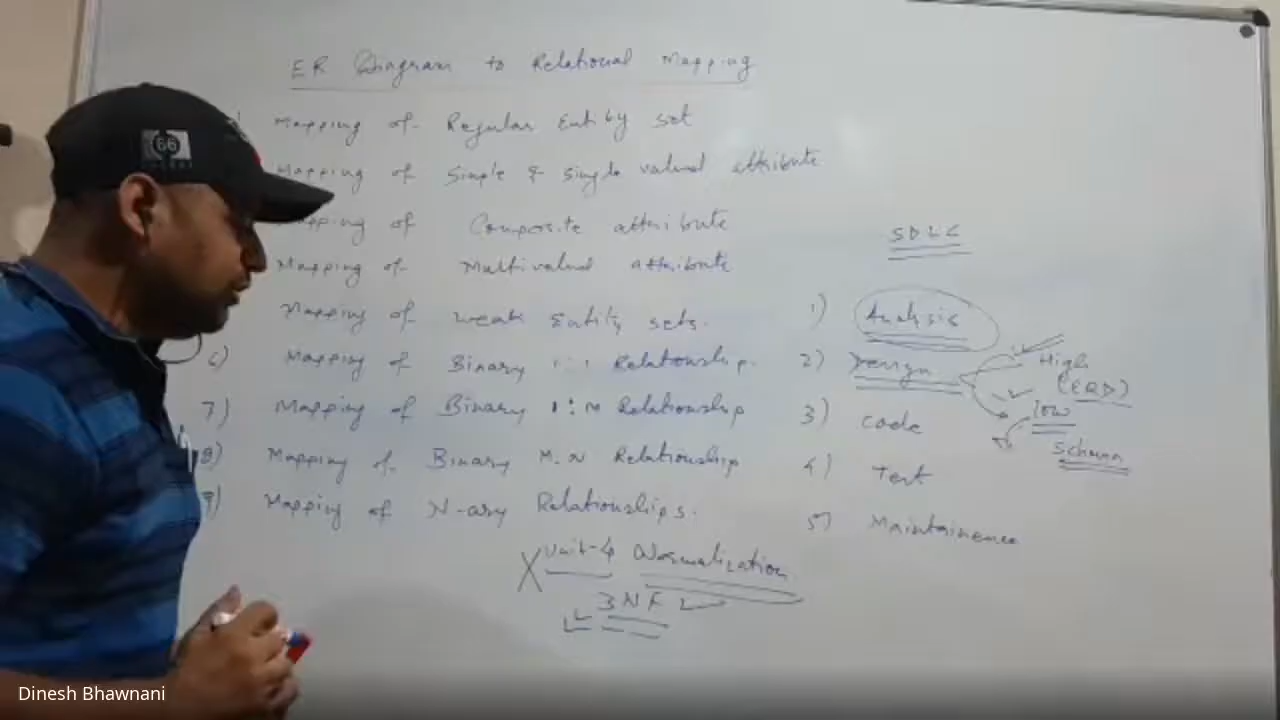 ER Diagram to Relational Mapping
Mapping of Regular Entity set
Mapping of Simple & Single valued attribute
Mapping of Composite attribute
Mapping of Multivalued attribute
Mapping of weak Entity sets.
6) Mapping of Binary 1:1 Relationship.
7) Mapping of Binary 1:N Relationship
8) Mapping of Binary M:N Relationship
9) Mapping of N-ary Relationships.
X Unit-4 Normalization
3NF
SDLC
1) Analysis
2) Design
High
(ERD)
low
Schema
3) Code
4) Test
5) Maintainence
66
Dinesh Bhawnani